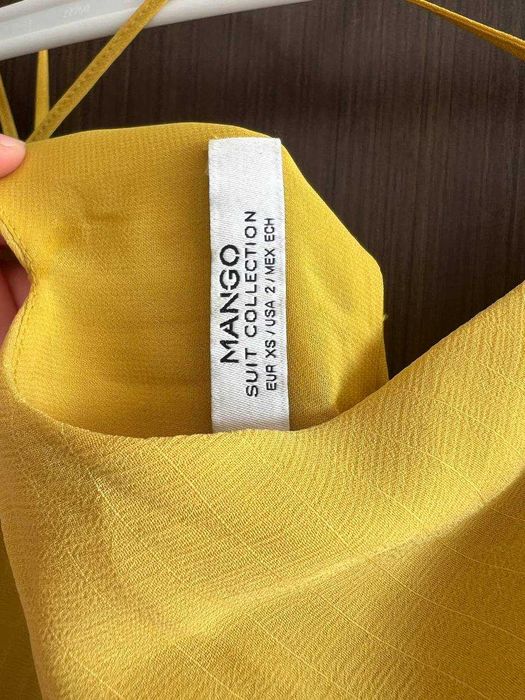 MANGO
SUIT COLLECTION
EUR XS / USA 2 / MEX ECH